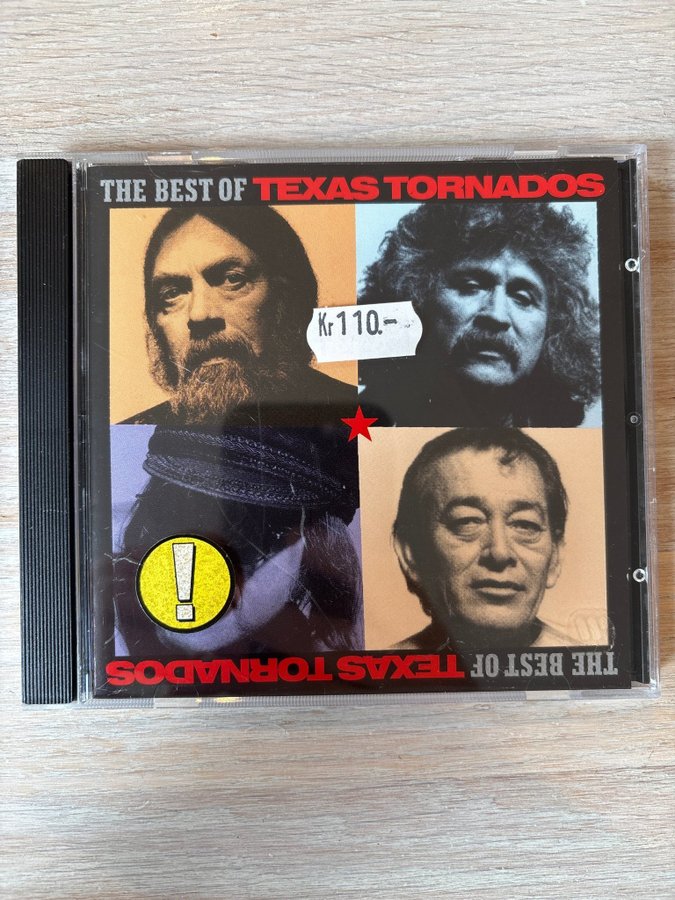 THE BEST OF TEXAS TORNADOS
Kr 110.-
!
THE BEST OF TEXAS TORNADOS